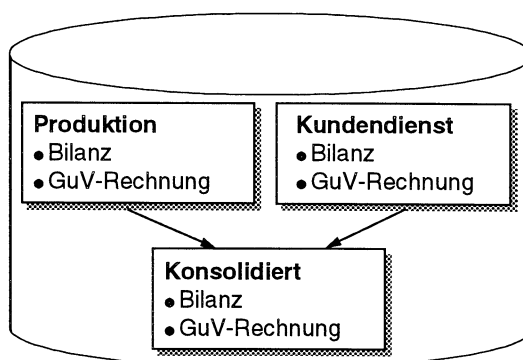 Produktion
• Bilanz
• GuV-Rechnung
Kundendienst
• Bilanz
• GuV-Rechnung
Konsolidiert
• Bilanz
• GuV-Rechnung